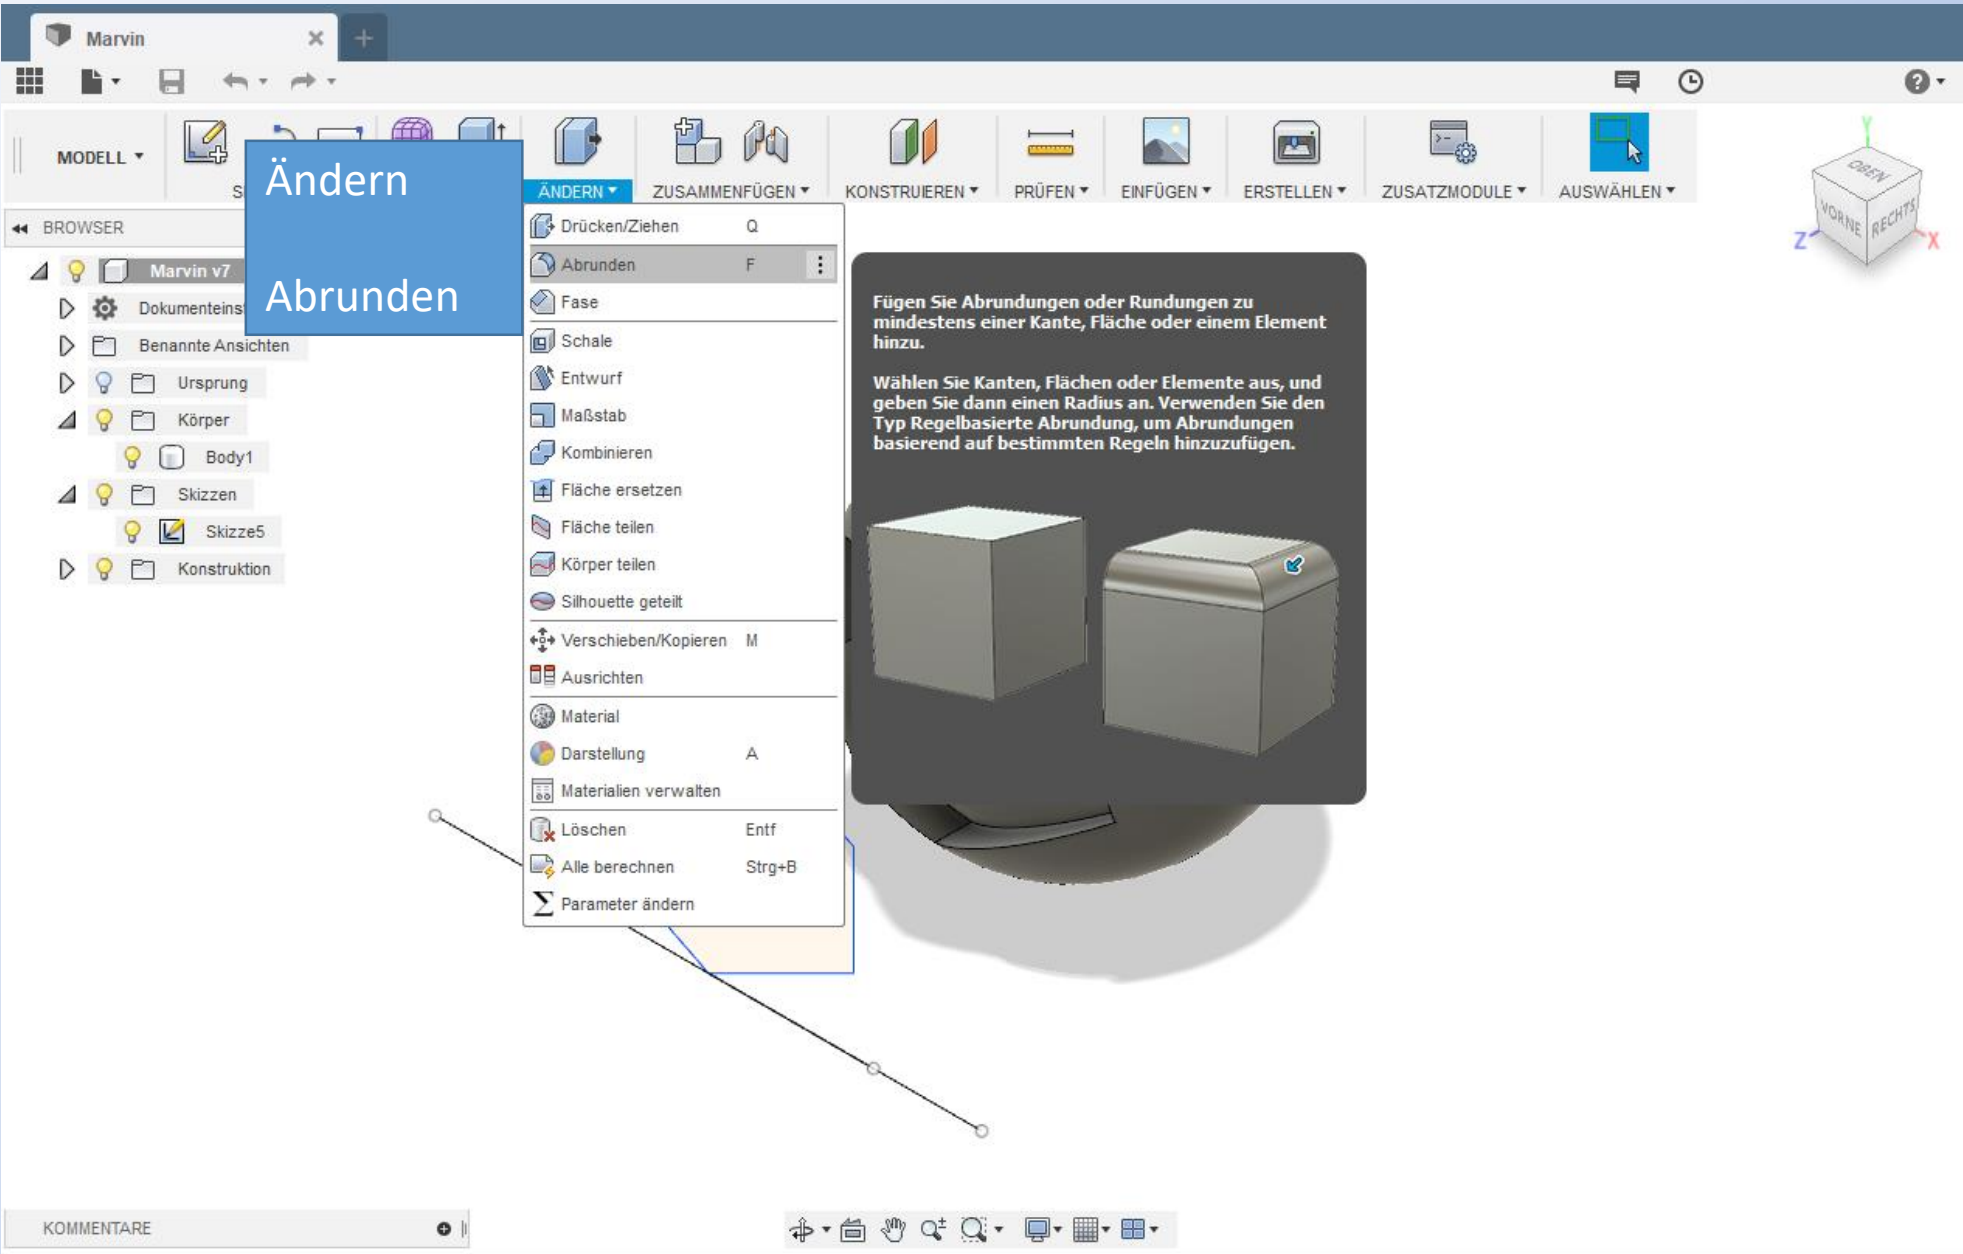 Marvin
MODELL
S
ÄNDERN
ZUSAMMENFÜGEN
KONSTRUIEREN
PRÜFEN
EINFÜGEN
ERSTELLEN
ZUSATZMODULE
AUSWÄHLEN
Ändern
Abrunden
OBEN
VORNE
RECHTS
Y
Z
X
BROWSER
Marvin v7
Dokumenteins
Benannte Ansichten
Ursprung
Körper
Body1
Skizzen
Skizze5
Konstruktion
Drücken/Ziehen Q
Abrunden F
Fase
Schale
Entwurf
Maßstab
Kombinieren
Fläche ersetzen
Fläche teilen
Körper teilen
Silhouette geteilt
Verschieben/Kopieren M
Ausrichten
Material
Darstellung A
Materialien verwalten
Löschen Entf
Alle berechnen Strg+B
Parameter ändern
Fügen Sie Abrundungen oder Rundungen zu
mindestens einer Kante, Fläche oder einem Element
hinzu.
Wählen Sie Kanten, Flächen oder Elemente aus, und
geben Sie dann einen Radius an. Verwenden Sie den
Typ Regelbasierte Abrundung, um Abrundungen
basierend auf bestimmten Regeln hinzuzufügen.
KOMMENTARE